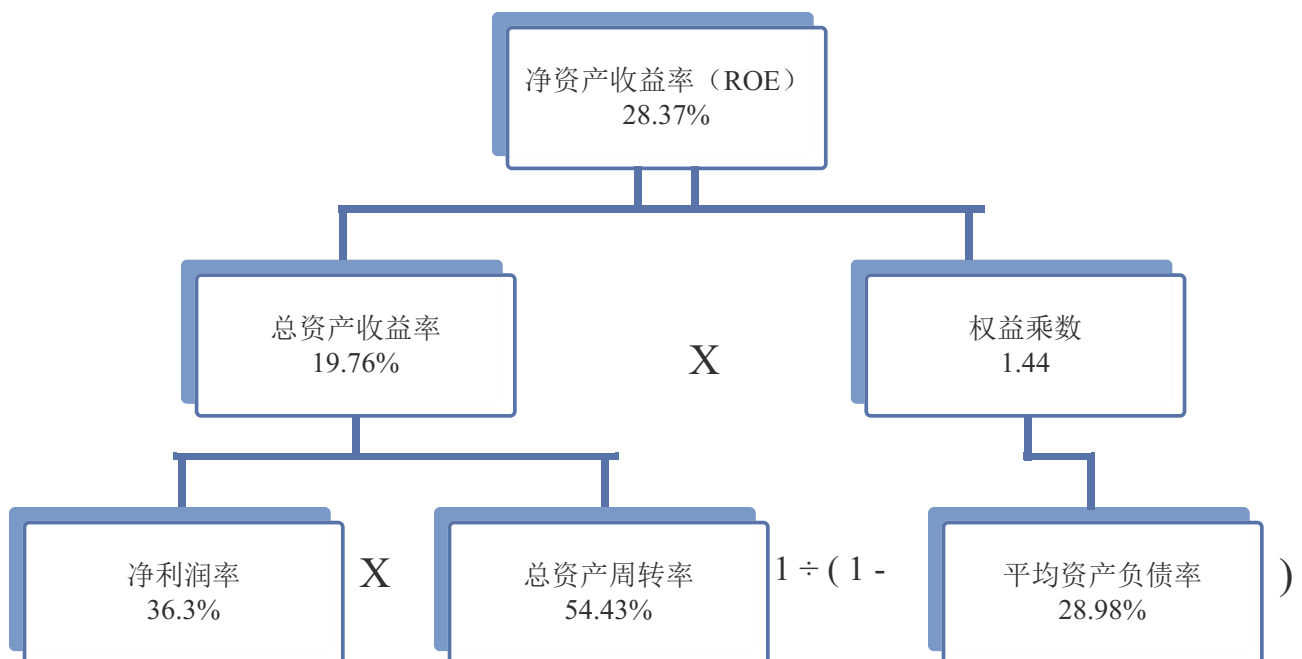 净资产收益率（ROE）
28.37%
总资产收益率
19.76%
X
权益乘数
1.44
净利润率
36.3%
X
总资产周转率
54.43%
1 ÷ ( 1 -
平均资产负债率
28.98%
)